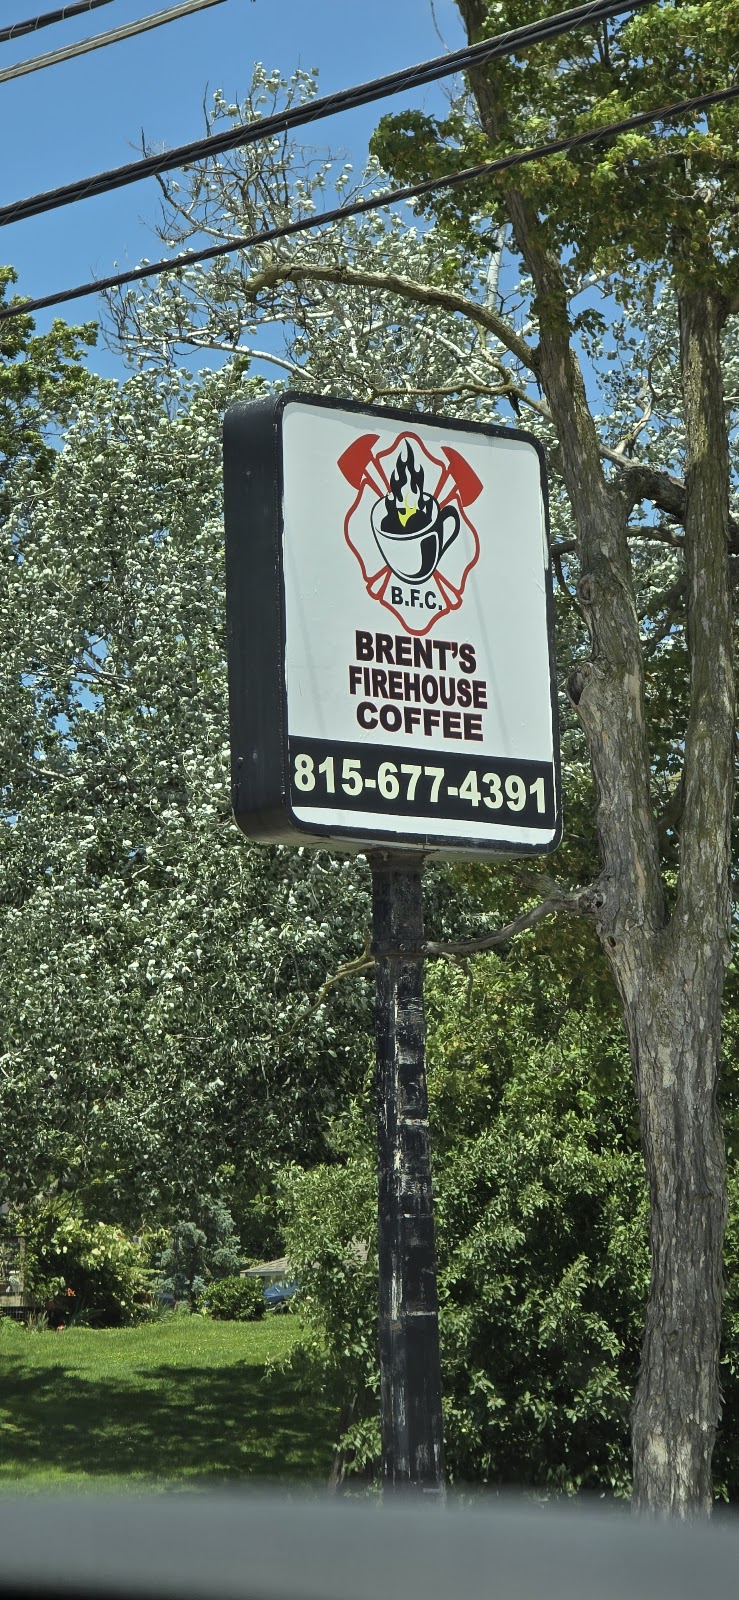 B.F.C.
BRENT'S
FIREHOUSE
COFFEE
815-677-4391